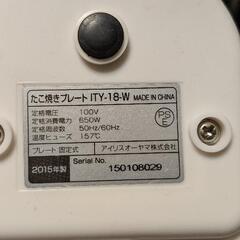 たこ焼きプレート ITY-18-W MADE IN CHINA
定格電圧：100V
定格消費電力：650W
定格周波数：50Hz/60Hz
温度ヒューズ：157℃
PS E
プレート 固定式 アイリスオーヤマ株式会社
2015年製 Serial No. 150108029